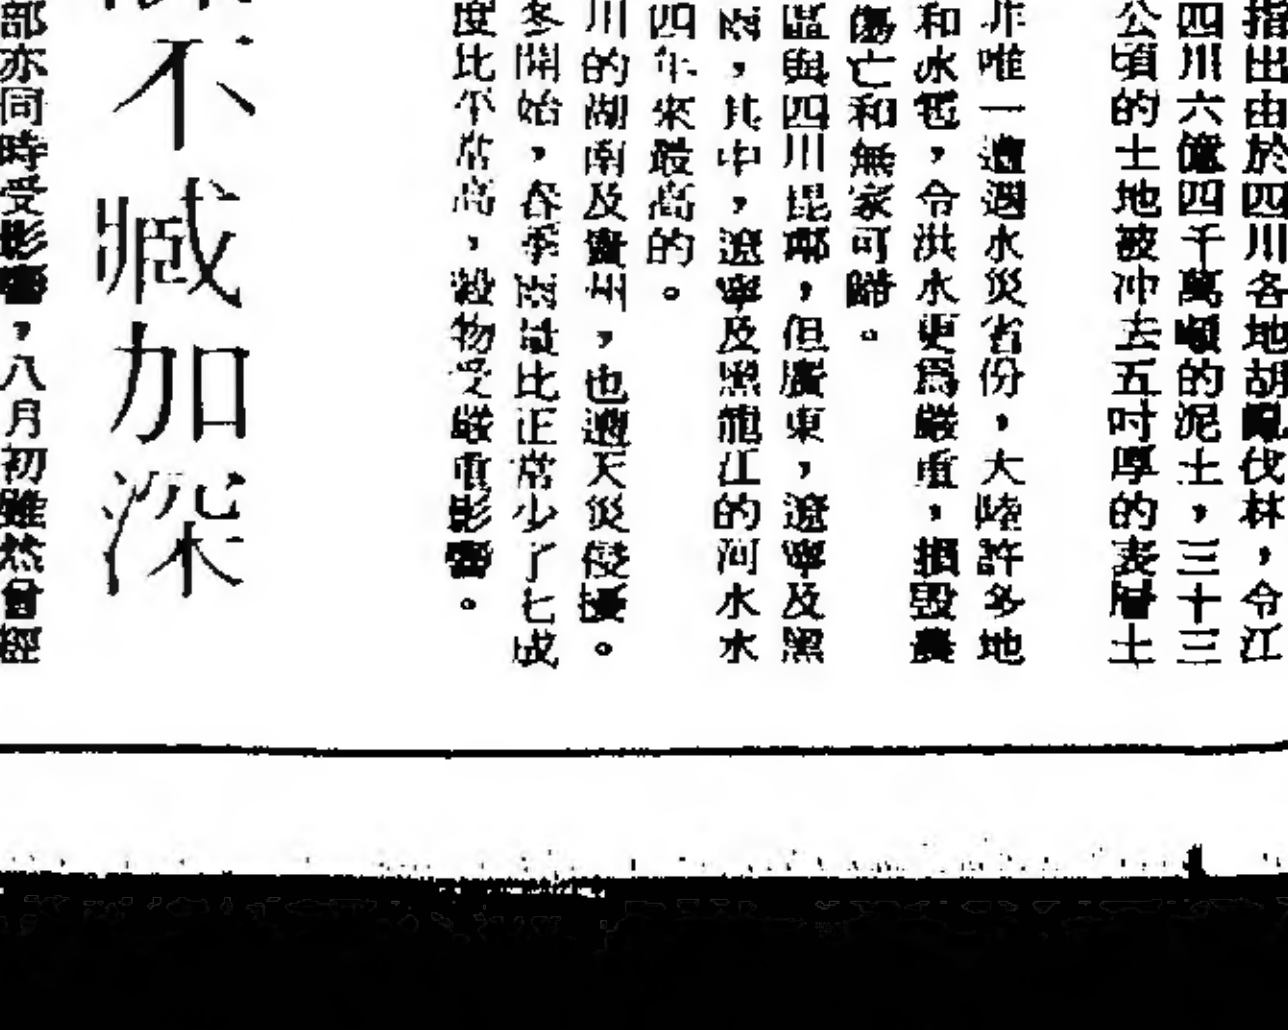 指出由於四川各地胡亂伐林，令江
四川六億四千萬噸的泥土，三十三
公頃的土地被冲去五吋厚的表層土
非唯一遭遇水災省份，大陸許多地
和冰雹，令洪水更爲嚴重，損毀農
傷亡和無家可歸。
區與四川毘鄰，但廣東，遼寧及黑
雨，其中，遼寧及黑龍江的河水水
四年來最高的。
川的湖南及貴州，也遭天災侵擾。
冬開始，春季雨量比正常少了七成
度比平常高，穀物受嚴重影響。
不臧加深
部亦同時受影響，八月初雖然曾經